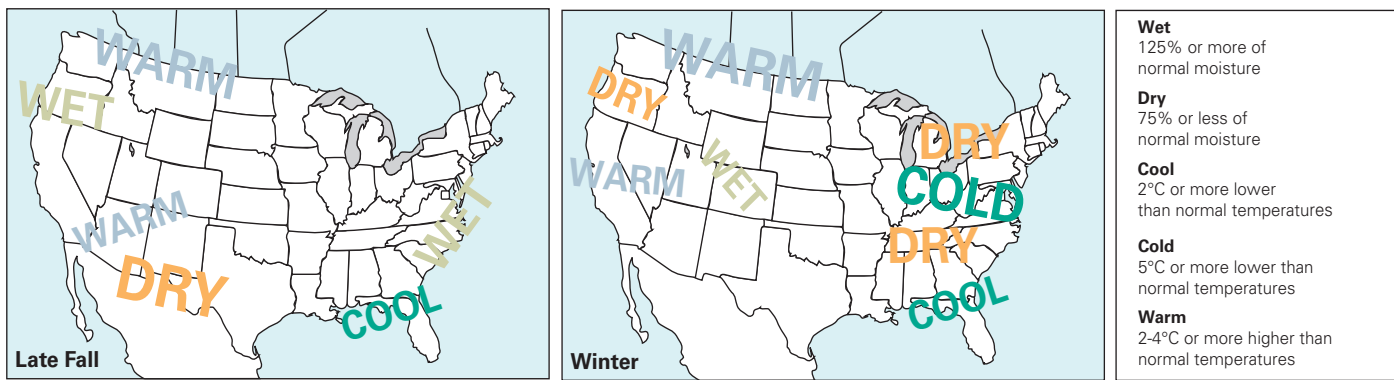 WARM
WET
WARM
WET
DRY
COOL
Late Fall
WARM
DRY
DRY
WARM
WET
COLD
DRY
COOL
Winter
Wet
125% or more of
normal moisture
Dry
75% or less of
normal moisture
Cool
2°C or more lower
than normal temperatures
Cold
5°C or more lower than
normal temperatures
Warm
2-4°C or more higher than
normal temperatures